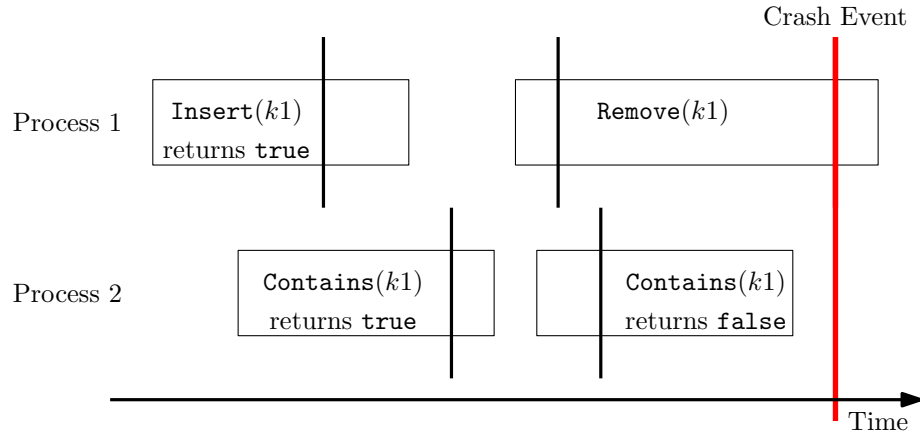 Crash Event
Process 1
Insert(k1)
returns true
Remove(k1)
Process 2
Contains(k1)
returns true
Contains(k1)
returns false
Time